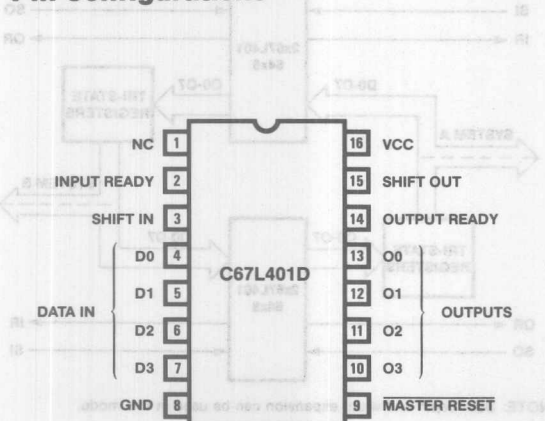 Pin Configurations
NC 1 16 VCC
INPUT READY 2 15 SHIFT OUT
SHIFT IN 3 14 OUTPUT READY
D0 4 13 O0
C67L401D
D1 5 12 O1
DATA IN OUTPUTS
D2 6 11 O2
D3 7 10 O3
GND 8 9 MASTER RESET